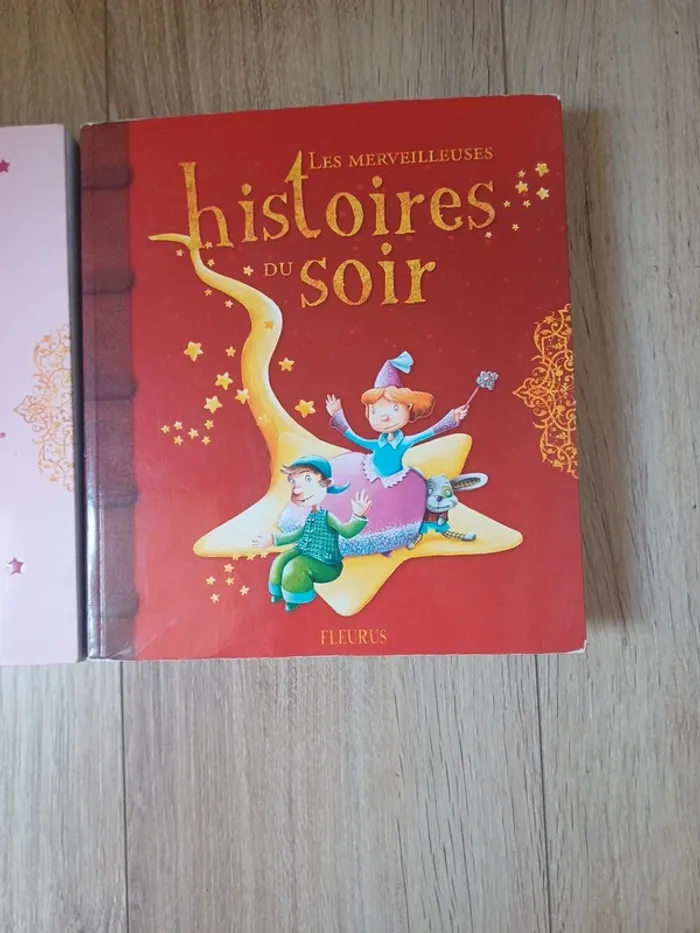 LES MERVEILLEUSES
histoires
DU soir
FLEURUS